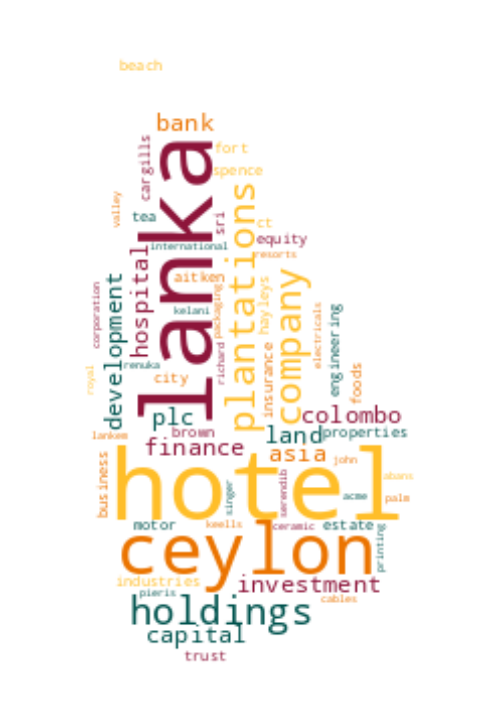 beach
bank
cargills
fort
spence
lanka
valley
tea
sri
plantations
ct
equity
international
resorts
hospital
development
aitken
company
hayleys
corporation
packaging
kelani
electricals
engineering
renuka
richard
insurance
royal
city
foods
plc
colombo
lankem
brown
land
properties
finance
asia
john
business
hotel
serendib
singer
abans
acme
palm
motor
keells
ceramic
estate
printing
ceylon
industries
investment
pieris
cables
holdings
capital
trust